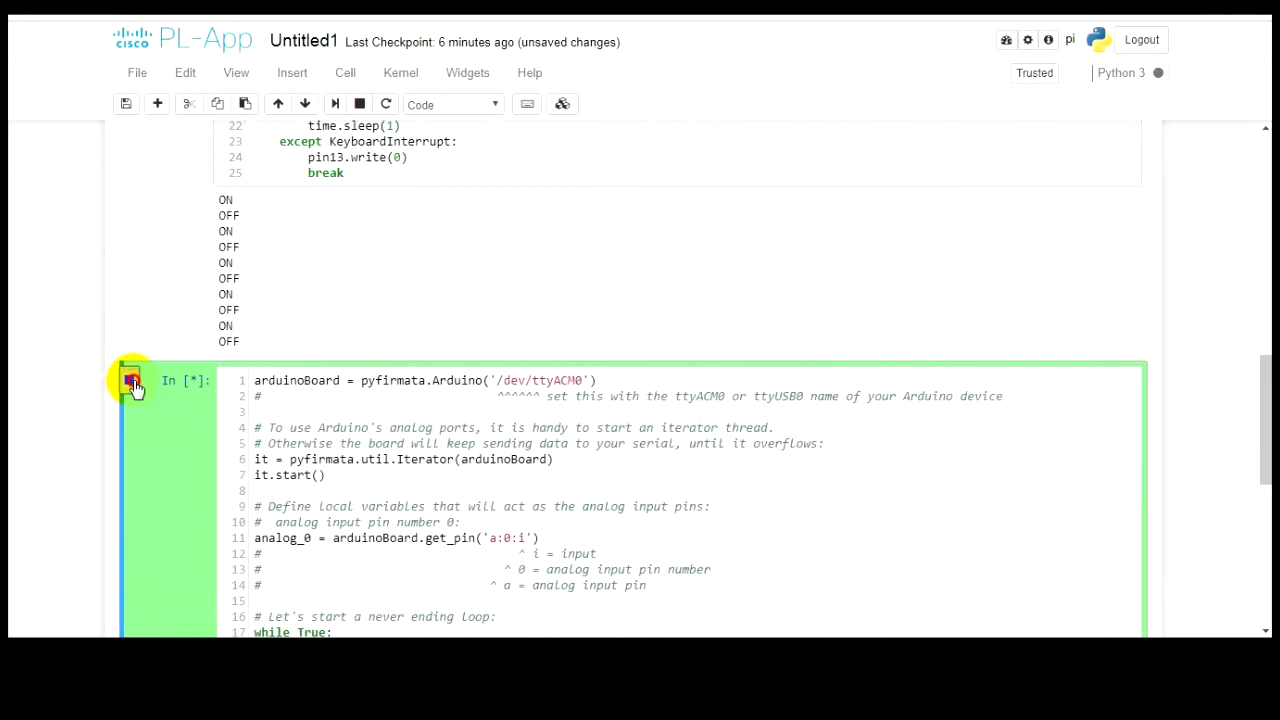 cisco PL-App Untitled1 Last Checkpoint: 6 minutes ago (unsaved changes) pi Logout
File Edit View Insert Cell Kernel Widgets Help Trusted Python 3
Code
22 time.sleep(1)
23 except KeyboardInterrupt:
24 pin13.write(0)
25 break
ON
OFF
ON
OFF
ON
OFF
ON
OFF
ON
OFF
In [*]: 1 arduinoBoard = pyfirmata.Arduino('/dev/ttyACM0')
2 # ^^^^^^ set this with the ttyACM0 or ttyUSB0 name of your Arduino device
3
4 # To use Arduino's analog ports, it is handy to start an iterator thread.
5 # Otherwise the board will keep sending data to your serial, until it overflows:
6 it = pyfirmata.util.Iterator(arduinoBoard)
7 it.start()
8
9 # Define local variables that will act as the analog input pins:
10 # analog input pin number 0:
11 analog_0 = arduinoBoard.get_pin('a:0:i')
12 # ^ i = input
13 # ^ 0 = analog input pin number
14 # ^ a = analog input pin
15
16 # Let's start a never ending loop:
17 while True: